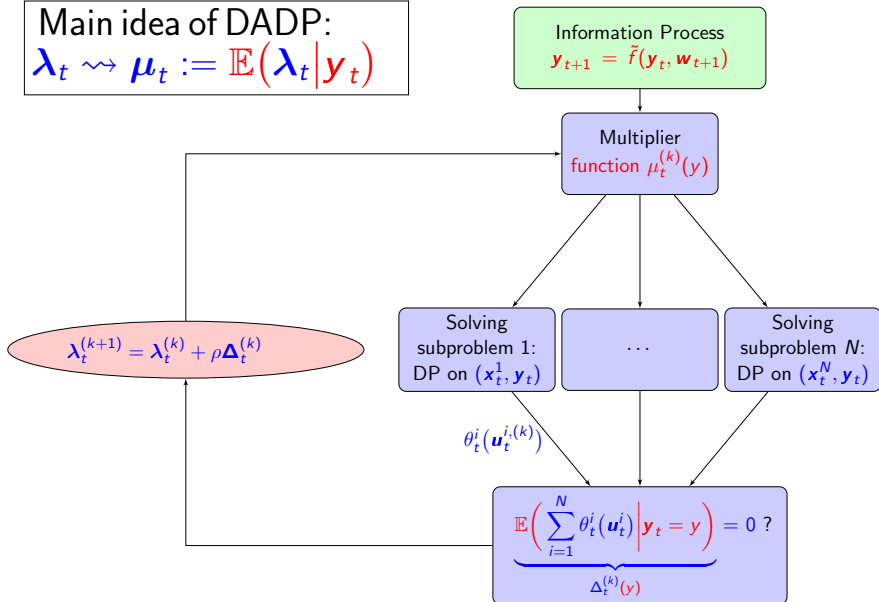 Main idea of DADP:
λ_t ⇝ μ_t := 𝔼(λ_t | y_t)
Information Process
y_{t+1} = f̃(y_t, w_{t+1})
Multiplier
function μ_t^{(k)}(y)
Solving
subproblem 1:
DP on (x_t^1, y_t)
···
Solving
subproblem N:
DP on (x_t^N, y_t)
λ_t^{(k+1)} = λ_t^{(k)} + ρΔ_t^{(k)}
θ_t^i(u_t^{i,(k)})
𝔼( ∑_{i=1}^N θ_t^i(u_t^i) | y_t = y ) = 0 ?
Δ_t^{(k)}(y)